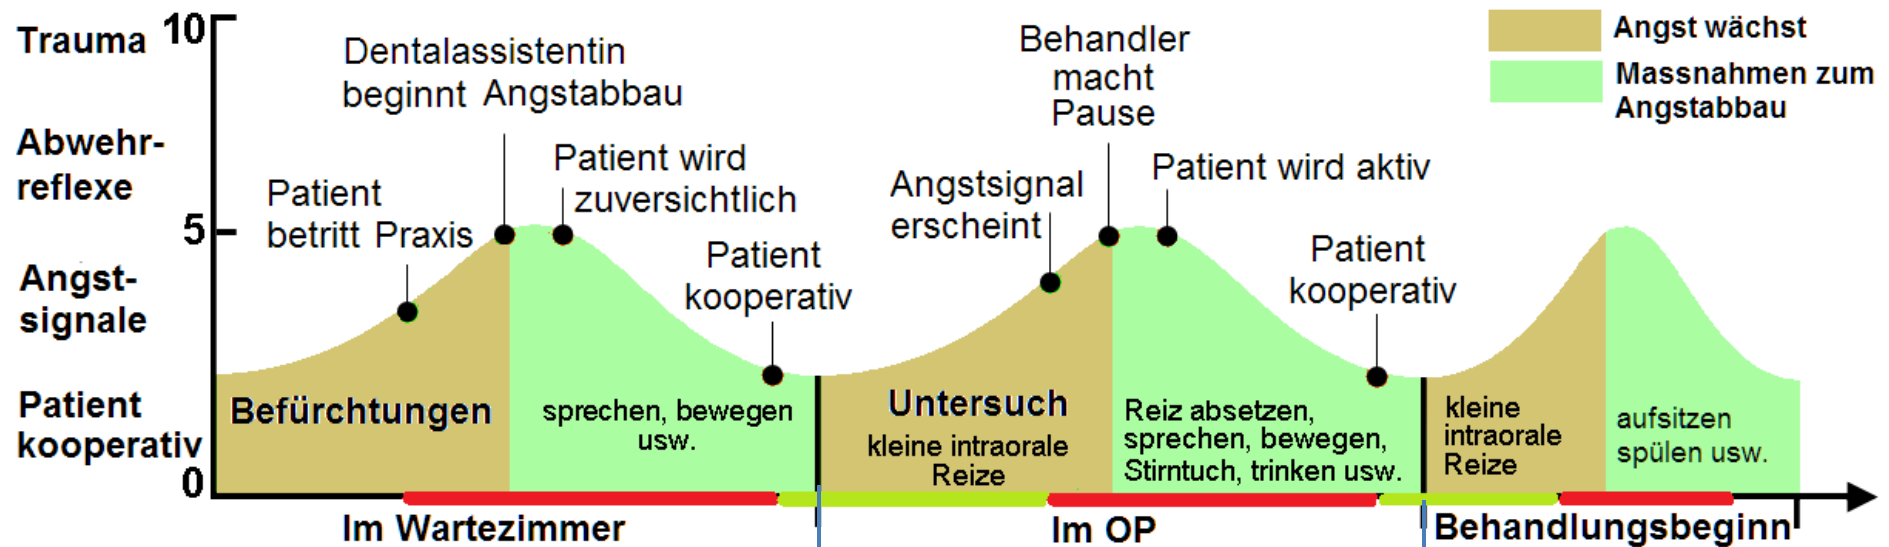 Trauma
10
Abwehr-
reflexe
5
Angst-
signale
Patient
kooperativ
0
Dentalassistentin
beginnt Angstabbau
Patient
betritt Praxis
Patient wird
zuversichtlich
Patient
kooperativ
Behandler
macht
Pause
Angstsignal
erscheint
Patient wird aktiv
Patient
kooperativ
Angst wächst
Massnahmen zum
Angstabbau
Befürchtungen
sprechen, bewegen
usw.
Untersuch
kleine intraorale
Reize
Reiz absetzen,
sprechen, bewegen,
Stirntuch, trinken usw.
kleine
intraorale
Reize
aufsitzen
spülen usw.
Im Wartezimmer
Im OP
Behandlungsbeginn